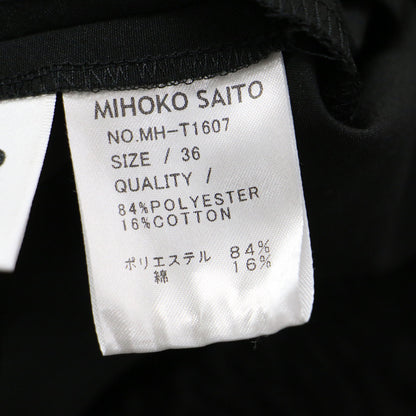 MIHOKO SAITO
NO.MH-T1607
SIZE / 36
QUALITY /
84%POLYESTER
16%COTTON
ポリエステル 84%
綿 16%